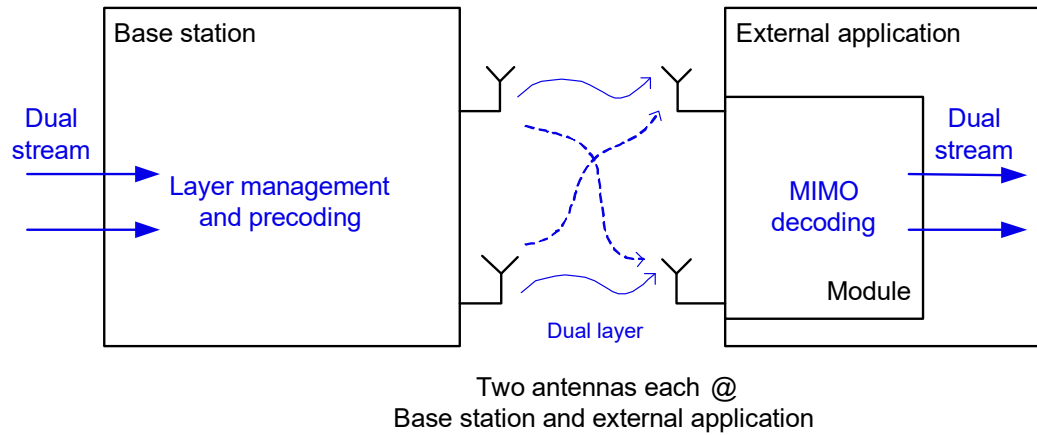 Base station
External application
Dual
stream
Layer management
and precoding
MIMO
decoding
Dual
stream
Module
Dual layer
Two antennas each @
Base station and external application